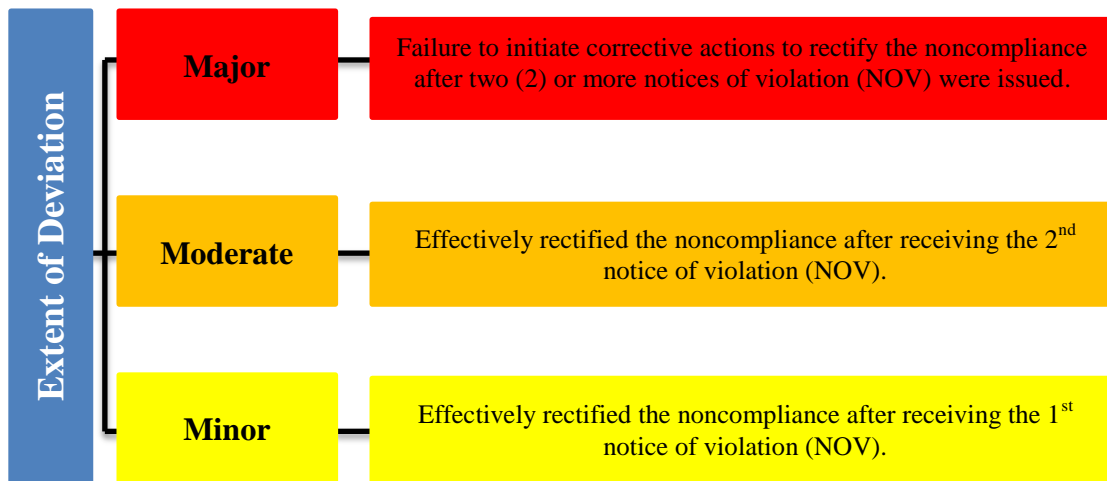 Extent of Deviation
Major
Failure to initiate corrective actions to rectify the noncompliance
after two (2) or more notices of violation (NOV) were issued.
Moderate
Effectively rectified the noncompliance after receiving the 2nd
notice of violation (NOV).
Minor
Effectively rectified the noncompliance after receiving the 1st
notice of violation (NOV).